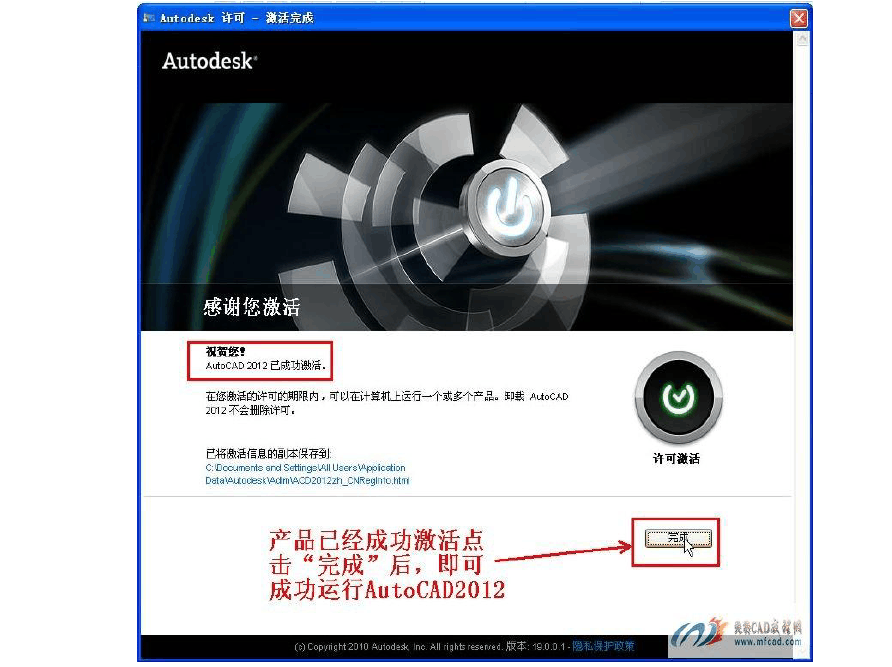 Autodesk 许可 - 激活完成
Autodesk
感谢您激活
祝贺您!
AutoCAD 2012 已成功激活。
在您激活的许可的期限内，可以在计算机上运行一个或多个产品。卸载 AutoCAD
2012 不会删除许可。
已将激活信息的副本保存到:
C:\Documents and Settings\All Users\Application
Data\Autodesk\Adlm\ACD2012zh_CNRegInfo.html
许可激活
完成
产品已经成功激活点
击“完成”后，即可
成功运行AutoCAD2012
(c) Copyright 2010 Autodesk, Inc. All rights reserved. 版本: 19.0.0.1 - 隐私保护政策
CAD教材网
www.mfcad.com